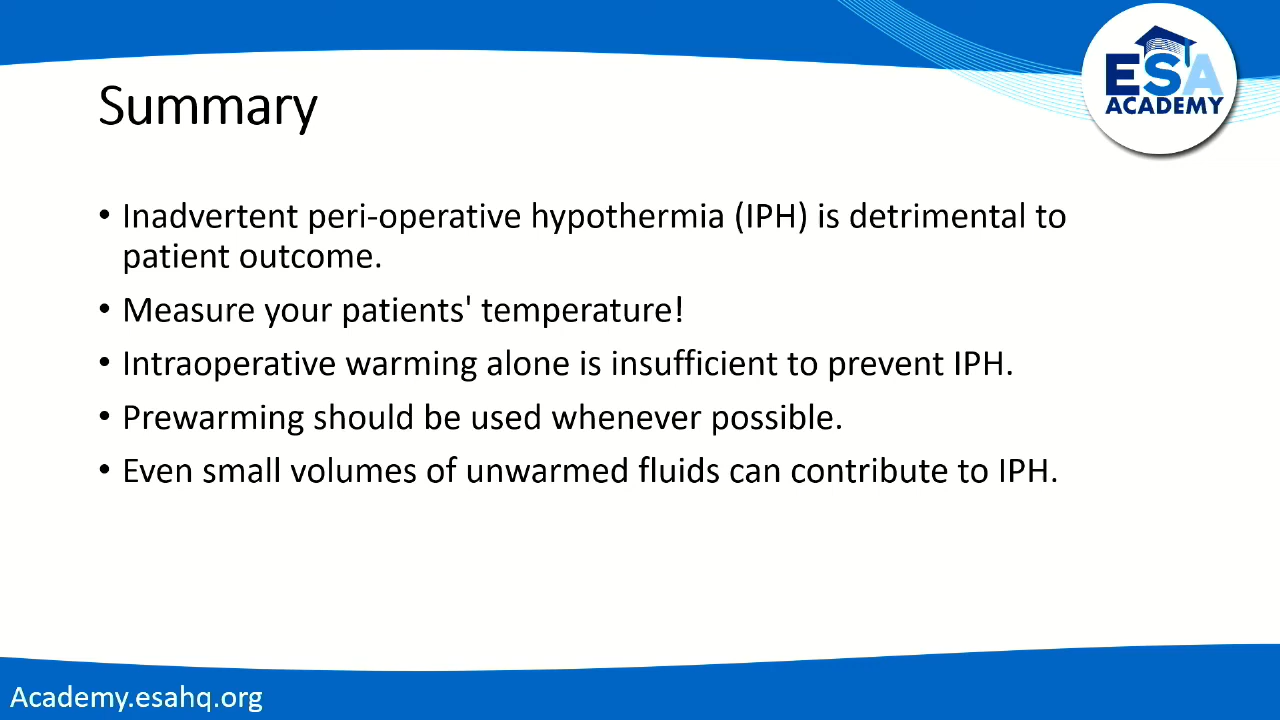 ESA
ACADEMY
Summary
• Inadvertent peri-operative hypothermia (IPH) is detrimental to
patient outcome.
• Measure your patients' temperature!
• Intraoperative warming alone is insufficient to prevent IPH.
• Prewarming should be used whenever possible.
• Even small volumes of unwarmed fluids can contribute to IPH.
Academy.esahq.org